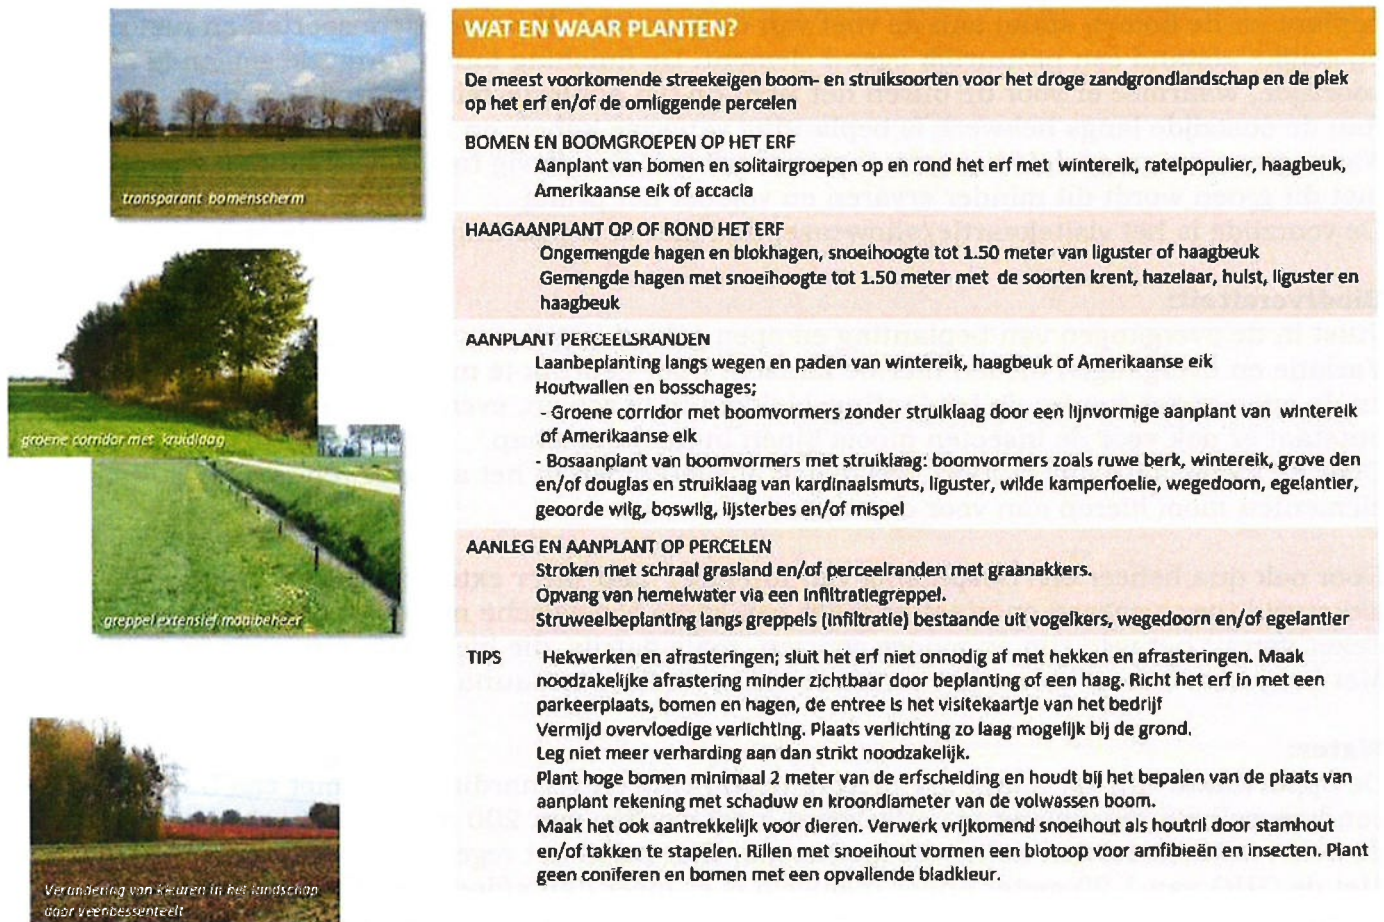 WAT EN WAAR PLANTEN?
De meest voorkomende streekeigen boom- en struiksoorten voor het droge zandgrondlandschap en de plek
op het erf en/of de omliggende percelen
BOMEN EN BOOMGROEPEN OP HET ERF
Aanplant van bomen en solitairgroepen op en rond het erf met wintereik, ratelpopulier, haagbeuk,
Amerikaanse eik of accacia
HAAGAANPLANT OP OF ROND HET ERF
Ongemengde hagen en blokhagen, snoeihoogte tot 1.50 meter van liguster of haagbeuk
Gemengde hagen met snoeihoogte tot 1.50 meter met de soorten krent, hazelaar, hulst, liguster en
haagbeuk
AANPLANT PERCEELSRANDEN
Laanbeplanting langs wegen en paden van wintereik, haagbeuk of Amerikaanse eik
Houtwallen en bosschages;
- Groene corridor met boomvormers zonder struiklaag door een lijnvormige aanplant van wintereik
of Amerikaanse eik
- Bosaanplant van boomvormers met struiklaag: boomvormers zoals ruwe berk, wintereik, grove den
en/of douglas en struiklaag van kardinaalsmuts, liguster, wilde kamperfoelie, wegedoorn, egelantier,
geoorde wilg, boswilg, lijsterbes en/of mispel
AANLEG EN AANPLANT OP PERCELEN
Stroken met schraal grasland en/of perceelranden met graanakkers.
Opvang van hemelwater via een infiltratiegreppel.
Struweelbeplanting langs greppels (infiltratie) bestaande uit vogelkers, wegedoorn en/of egelantier
TIPS Hekwerken en afrasteringen; sluit het erf niet onnodig af met hekken en afrasteringen. Maak
noodzakelijke afrastering minder zichtbaar door beplanting of een haag. Richt het erf in met een
parkeerplaats, bomen en hagen, de entree is het visitekaartje van het bedrijf
Vermijd overvloedige verlichting. Plaats verlichting zo laag mogelijk bij de grond.
Leg niet meer verharding aan dan strikt noodzakelijk.
Plant hoge bomen minimaal 2 meter van de erfscheiding en houdt bij het bepalen van de plaats van
aanplant rekening met schaduw en kroondiameter van de volwassen boom.
Maak het ook aantrekkelijk voor dieren. Verwerk vrijkomend snoeihout als houtril door stamhout
en/of takken te stapelen. Rillen met snoeihout vormen een biotoop voor amfibieën en insecten. Plant
geen coniferen en bomen met een opvallende bladkleur.
transparant bomenscherm
groene corridor met kruidlaag
greppel extensief maaibeheer
Verandering van kleuren in het landschap
door veenbessenteelt